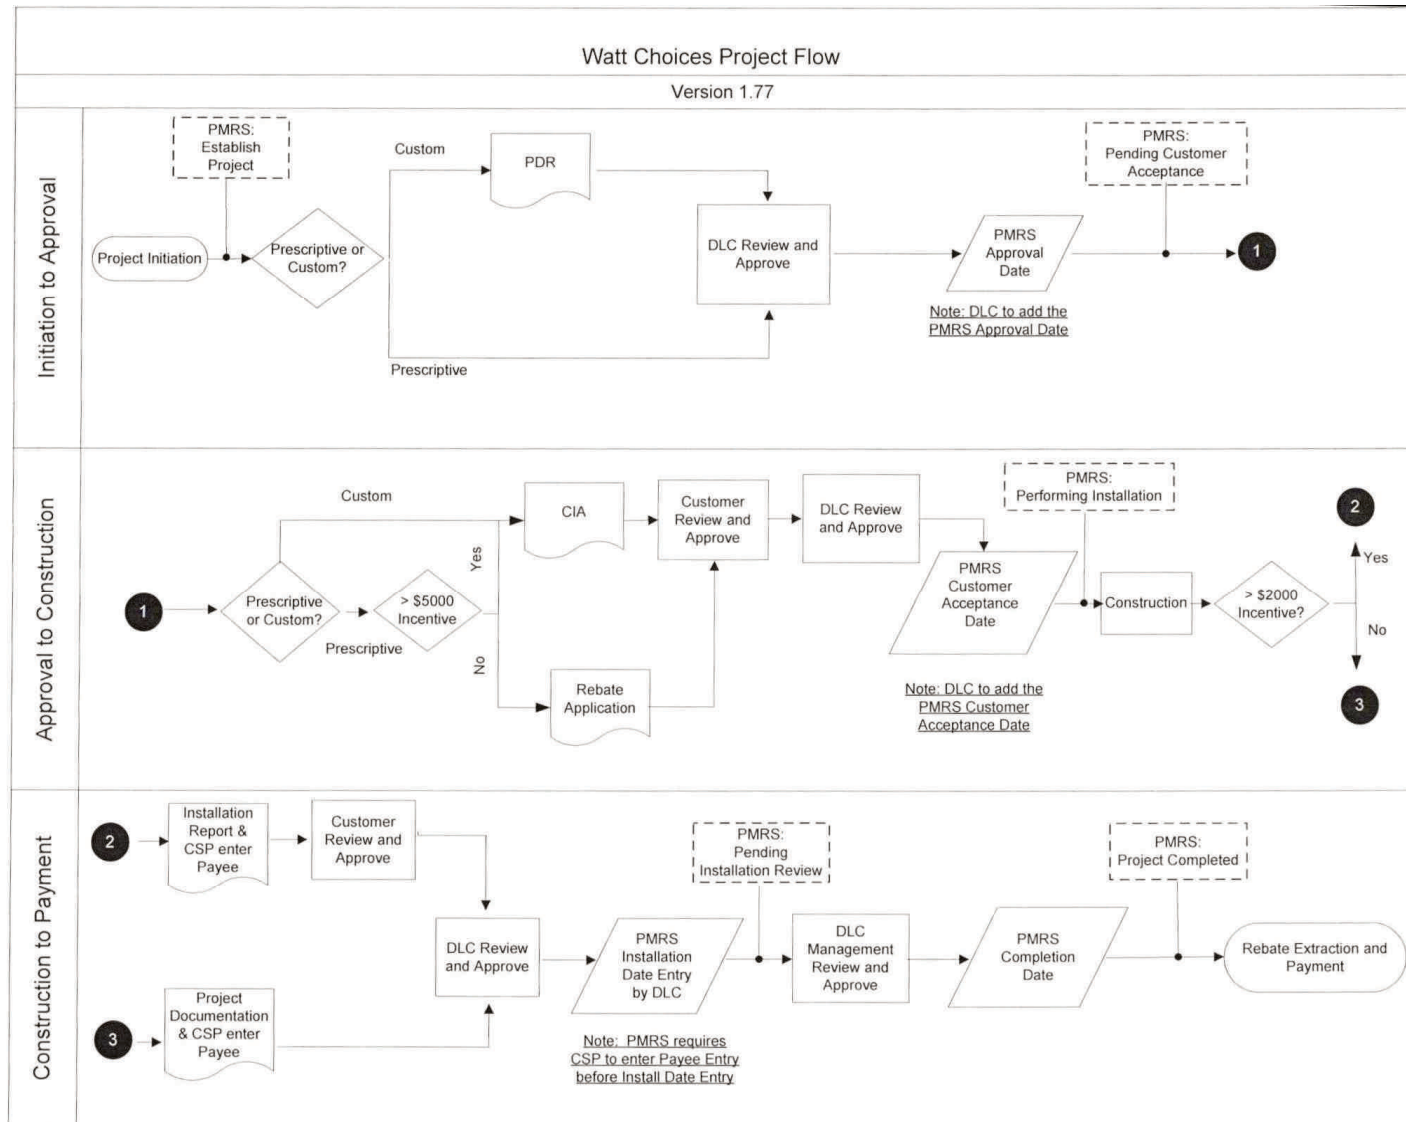 Watt Choices Project Flow
Version 1.77
Initiation to Approval
PMRS:
Establish
Project
Project Initiation
Prescriptive or
Custom?
Custom
PDR
Prescriptive
DLC Review and
Approve
PMRS
Approval
Date
Note: DLC to add the
PMRS Approval Date
PMRS:
Pending Customer
Acceptance
1
Approval to Construction
1
Prescriptive
or Custom?
Custom
Prescriptive
> $5000
Incentive
Yes
No
CIA
Rebate
Application
Customer
Review and
Approve
DLC Review
and Approve
PMRS
Customer
Acceptance
Date
Note: DLC to add the
PMRS Customer
Acceptance Date
PMRS:
Performing Installation
Construction
> $2000
Incentive?
2
Yes
No
3
Construction to Payment
2
Installation
Report &
CSP enter
Payee
Customer
Review and
Approve
3
Project
Documentation
& CSP enter
Payee
DLC Review
and Approve
PMRS
Installation
Date Entry
by DLC
Note: PMRS requires
CSP to enter Payee Entry
before Install Date Entry
PMRS:
Pending
Installation Review
DLC
Management
Review and
Approve
PMRS
Completion
Date
PMRS:
Project Completed
Rebate Extraction and
Payment